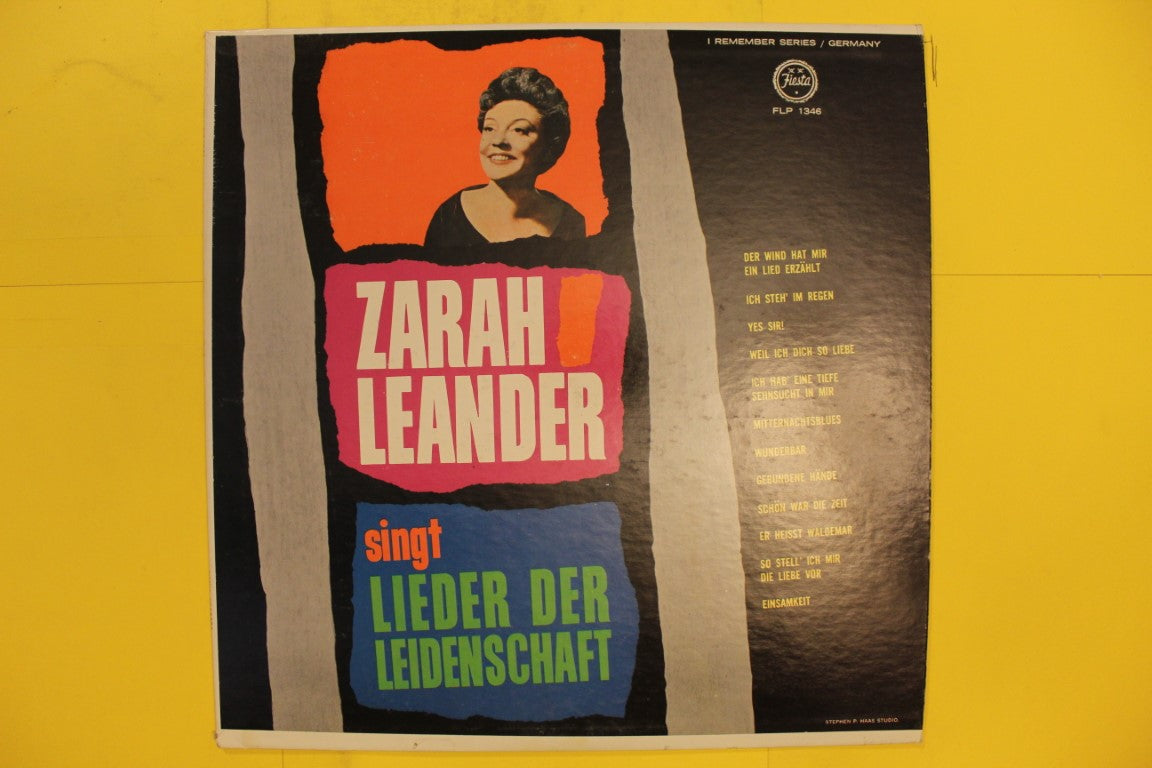 I REMEMBER SERIES / GERMANY
Fiesta
FLP 1346
ZARAH
LEANDER
singt
LIEDER DER
LEIDENSCHAFT
DER WIND HAT MIR
EIN LIED ERZÄHLT
ICH STEH' IM REGEN
YES SIR!
WEIL ICH DICH SO LIEBE
ICH HAB' EINE TIEFE
SEHNSUCHT IN MIR
MITTERNACHTSBLUES
WUNDERBAR
GEBUNDENE HÄNDE
SCHÖN WAR DIE ZEIT
ER HEISST WALDEMAR
SO STELL' ICH MIR
DIE LIEBE VOR
EINSAMKEIT
STEPHEN P. HAAS STUDIO.